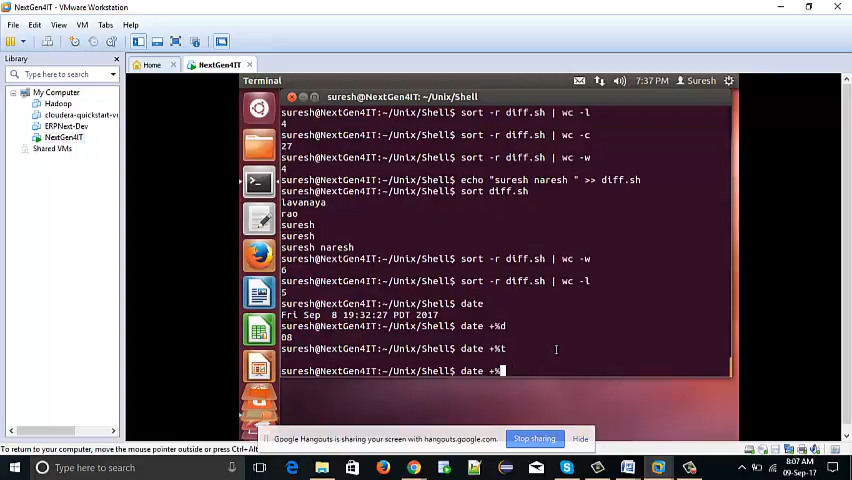 NextGen4IT - VMware Workstation
File Edit View VM Tabs Help
Library
Type here to search
My Computer
Hadoop
cloudera-quickstart-vr
ERPNext-Dev
NextGen4IT
Shared VMs
Home
NextGen4IT
Terminal
7:37 PM Suresh
suresh@NextGen4IT: ~/Unix/Shell
suresh@NextGen4IT:~/Unix/Shell$ sort -r diff.sh | wc -l
4
suresh@NextGen4IT:~/Unix/Shell$ sort -r diff.sh | wc -c
27
suresh@NextGen4IT:~/Unix/Shell$ sort -r diff.sh | wc -w
4
suresh@NextGen4IT:~/Unix/Shell$ echo "suresh naresh " >> diff.sh
suresh@NextGen4IT:~/Unix/Shell$ sort diff.sh
lavanaya
rao
suresh
suresh
suresh naresh
suresh@NextGen4IT:~/Unix/Shell$ sort -r diff.sh | wc -w
6
suresh@NextGen4IT:~/Unix/Shell$ sort -r diff.sh | wc -l
5
suresh@NextGen4IT:~/Unix/Shell$ date
Fri Sep  8 19:32:27 PDT 2017
suresh@NextGen4IT:~/Unix/Shell$ date +%d
08
suresh@NextGen4IT:~/Unix/Shell$ date +%t
suresh@NextGen4IT:~/Unix/Shell$ date +%
Google Hangouts is sharing your screen with hangouts.google.com.
Stop sharing
Hide
To return to your computer, move the mouse pointer outside or press Ctrl+Alt.
Type here to search
8:07 AM
09-Sep-17